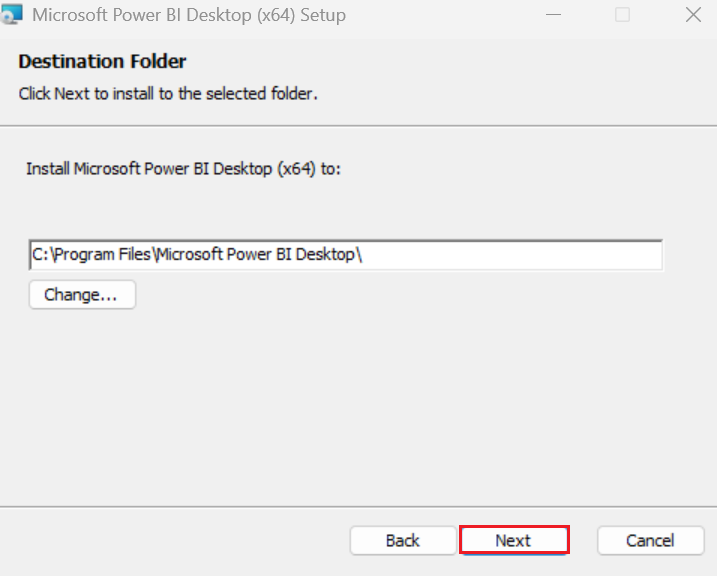 Microsoft Power BI Desktop (x64) Setup
Destination Folder
Click Next to install to the selected folder.
Install Microsoft Power BI Desktop (x64) to:
C:\Program Files\Microsoft Power BI Desktop\
Change...
Back
Next
Cancel